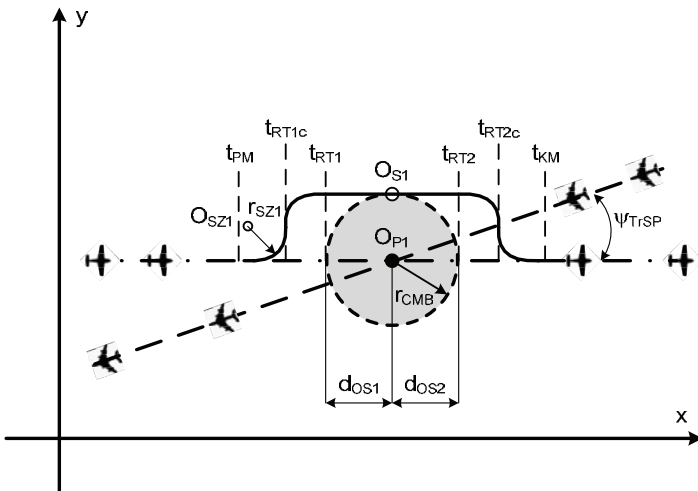 y
t_RT1c t_RT2c
t_PM t_RT1 t_RT2 t_KM
O_S1
O_SZ1 r_SZ1
ψ_TrSP
O_P1
r_CMB
d_OS1 d_OS2
x